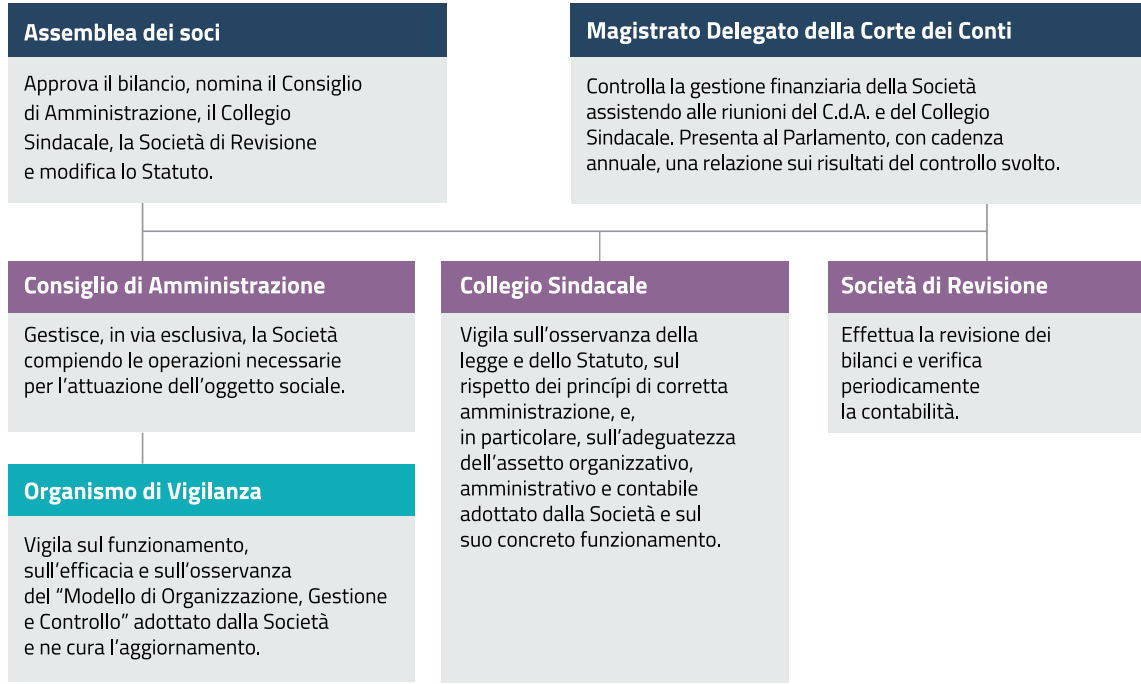 Assemblea dei soci
Approva il bilancio, nomina il Consiglio
di Amministrazione, il Collegio
Sindacale, la Società di Revisione
e modifica lo Statuto.
Magistrato Delegato della Corte dei Conti
Controlla la gestione finanziaria della Società
assistendo alle riunioni del C.d.A. e del Collegio
Sindacale. Presenta al Parlamento, con cadenza
annuale, una relazione sui risultati del controllo svolto.
Consiglio di Amministrazione
Gestisce, in via esclusiva, la Società
compiendo le operazioni necessarie
per l’attuazione dell’oggetto sociale.
Collegio Sindacale
Vigila sull’osservanza della
legge e dello Statuto, sul
rispetto dei princípi di corretta
amministrazione, e,
in particolare, sull’adeguatezza
dell’assetto organizzativo,
amministrativo e contabile
adottato dalla Società e sul
suo concreto funzionamento.
Società di Revisione
Effettua la revisione dei
bilanci e verifica
periodicamente
la contabilità.
Organismo di Vigilanza
Vigila sul funzionamento,
sull’efficacia e sull’osservanza
del “Modello di Organizzazione, Gestione
e Controllo” adottato dalla Società
e ne cura l’aggiornamento.